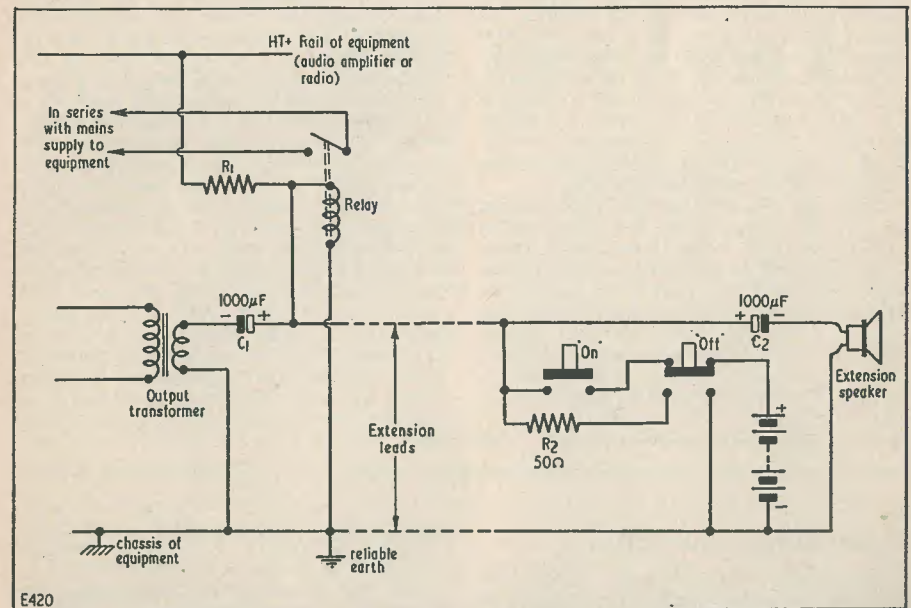 HT+ Rail of equipment
(audio amplifier or
radio)
In series
with mains
supply to
equipment
R1
Relay
1000µF
- +
C1
Output
transformer
Extension
leads
"On"
"Off"
R2
50Ω
1000µF
+ -
C2
Extension
speaker
+
-
chassis of
equipment
reliable
earth
E420